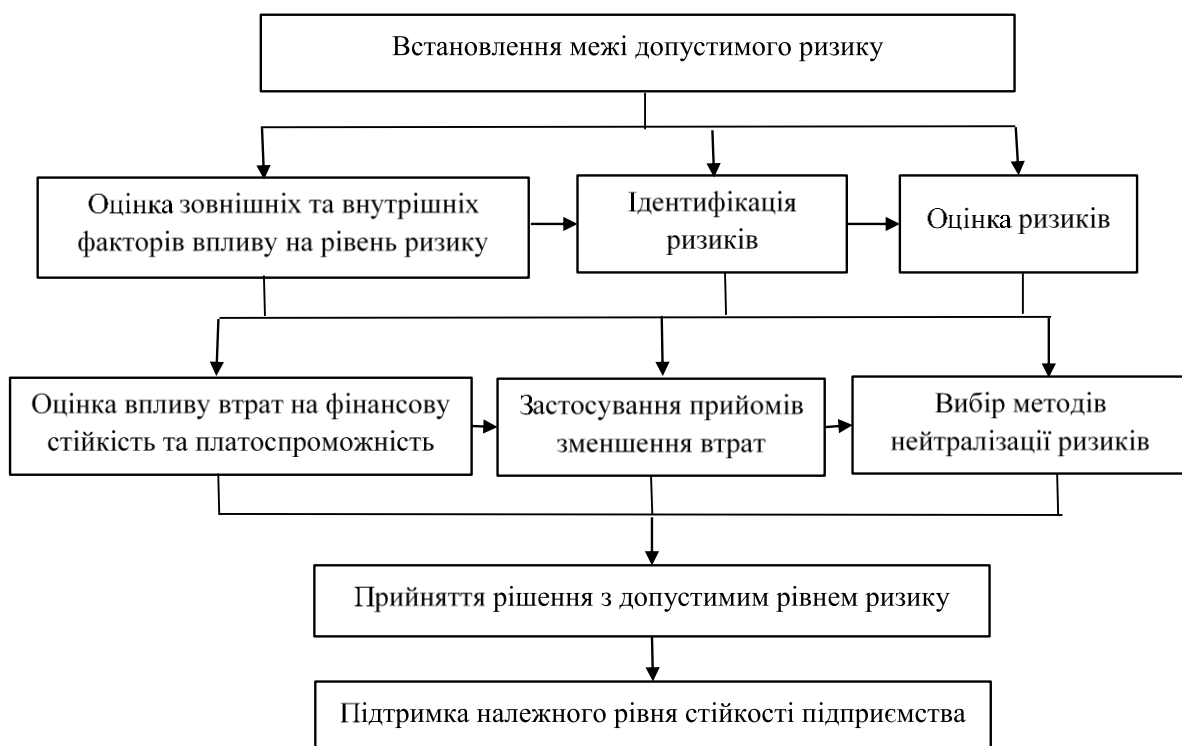 Встановлення межі допустимого ризику
Оцінка зовнішніх та внутрішніх
факторів впливу на рівень ризику
Ідентифікація
ризиків
Оцінка ризиків
Оцінка впливу втрат на фінансову
стійкість та платоспроможність
Застосування прийомів
зменшення втрат
Вибір методів
нейтралізації ризиків
Прийняття рішення з допустимим рівнем ризику
Підтримка належного рівня стійкості підприємства